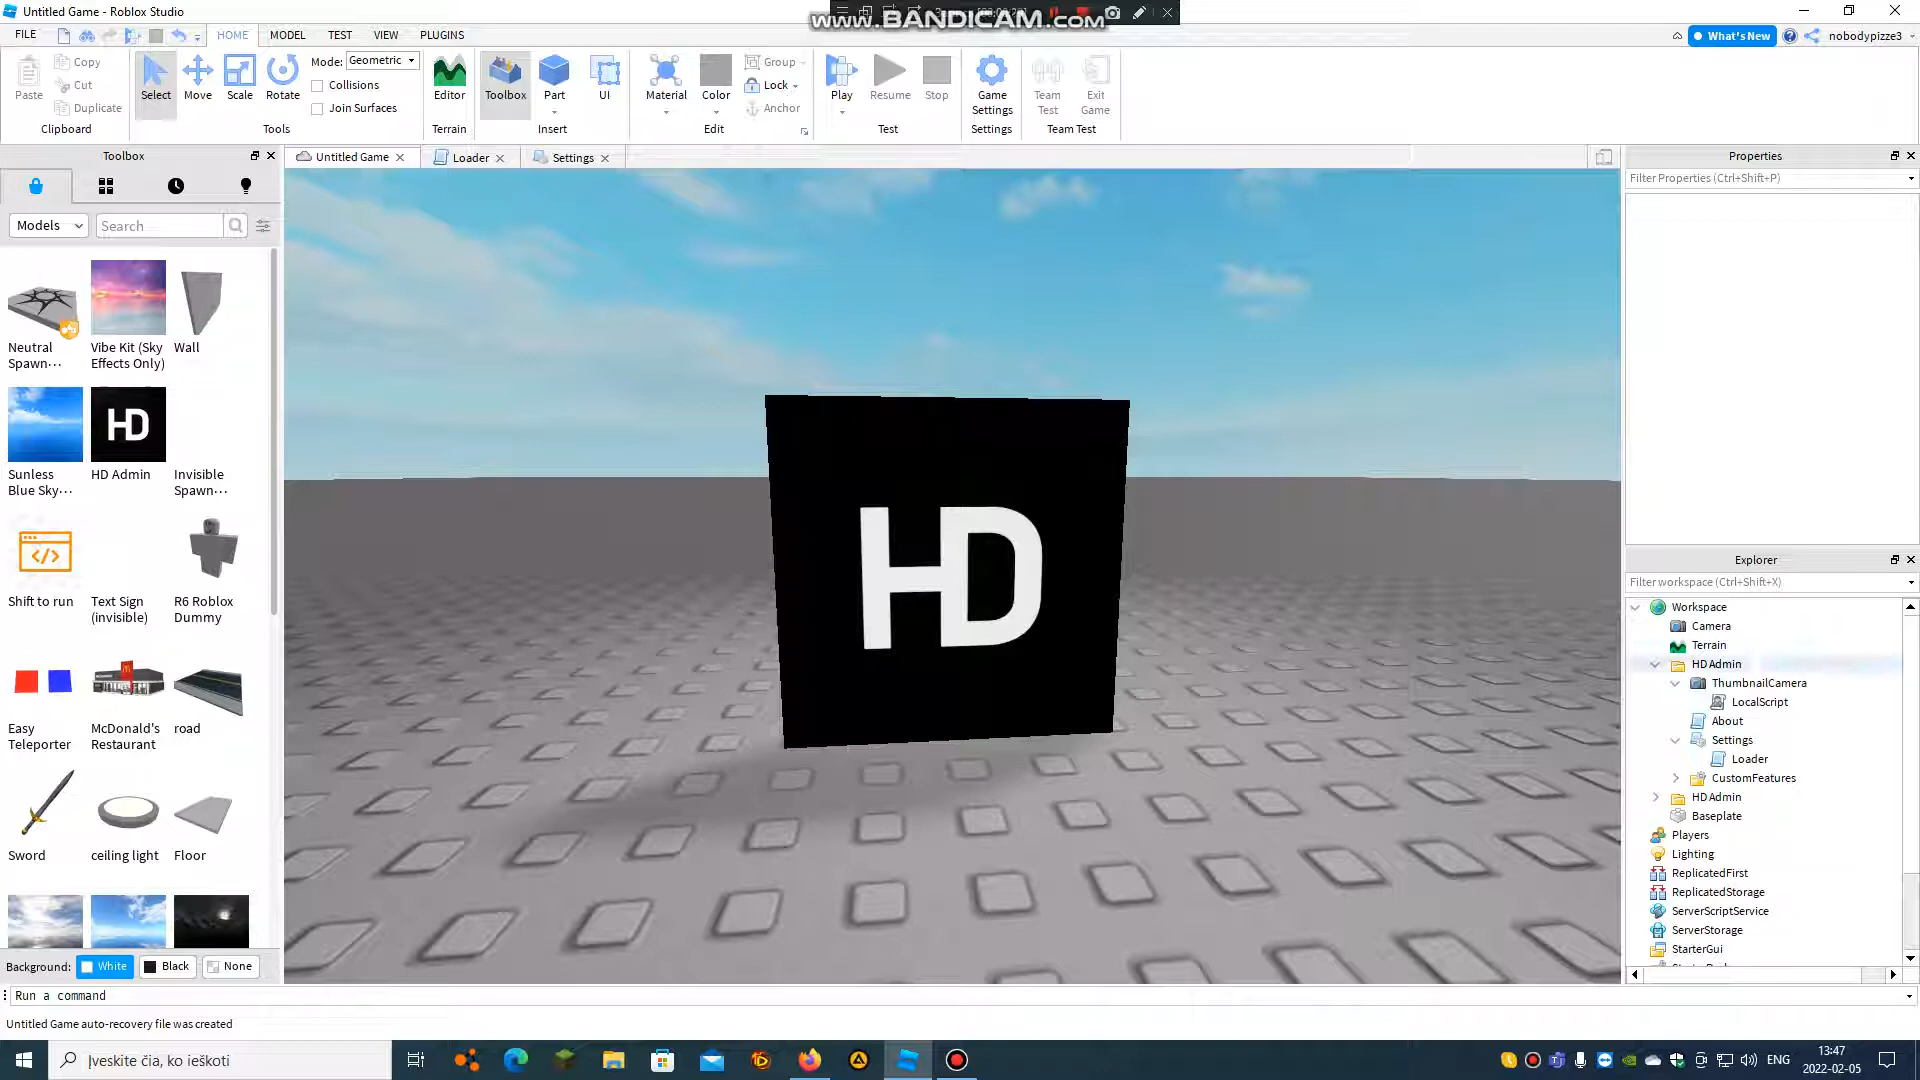 Untitled Game - Roblox Studio
www.BANDICAM.com
FILE
HOME
MODEL
TEST
VIEW
PLUGINS
What's New
nobodypizze3
Paste
Copy
Cut
Duplicate
Clipboard
Select
Move
Scale
Rotate
Mode:
Geometric
Collisions
Join Surfaces
Tools
Editor
Terrain
Toolbox
Part
UI
Insert
Material
Color
Group
Lock
Anchor
Edit
Play
Resume
Stop
Test
Game
Settings
Settings
Team
Test
Exit
Game
Team Test
Toolbox
Untitled Game
Loader
Settings
Properties
Filter Properties (Ctrl+Shift+P)
Models
Search
Neutral
Spawn...
Vibe Kit (Sky
Effects Only)
Wall
HD
Sunless
Blue Sky...
HD Admin
Invisible
Spawn...
Shift to run
Text Sign
(invisible)
R6 Roblox
Dummy
Easy
Teleporter
McDonald's
Restaurant
road
Sword
ceiling light
Floor
Background:
White
Black
None
HD
Explorer
Filter workspace (Ctrl+Shift+X)
Workspace
Camera
Terrain
HD Admin
ThumbnailCamera
LocalScript
About
Settings
Loader
CustomFeatures
HD Admin
Baseplate
Players
Lighting
ReplicatedFirst
ReplicatedStorage
ServerScriptService
ServerStorage
StarterGui
Run a command
Untitled Game auto-recovery file was created
Įveskite čia, ko ieškoti
ENG
13:47
2022-02-05